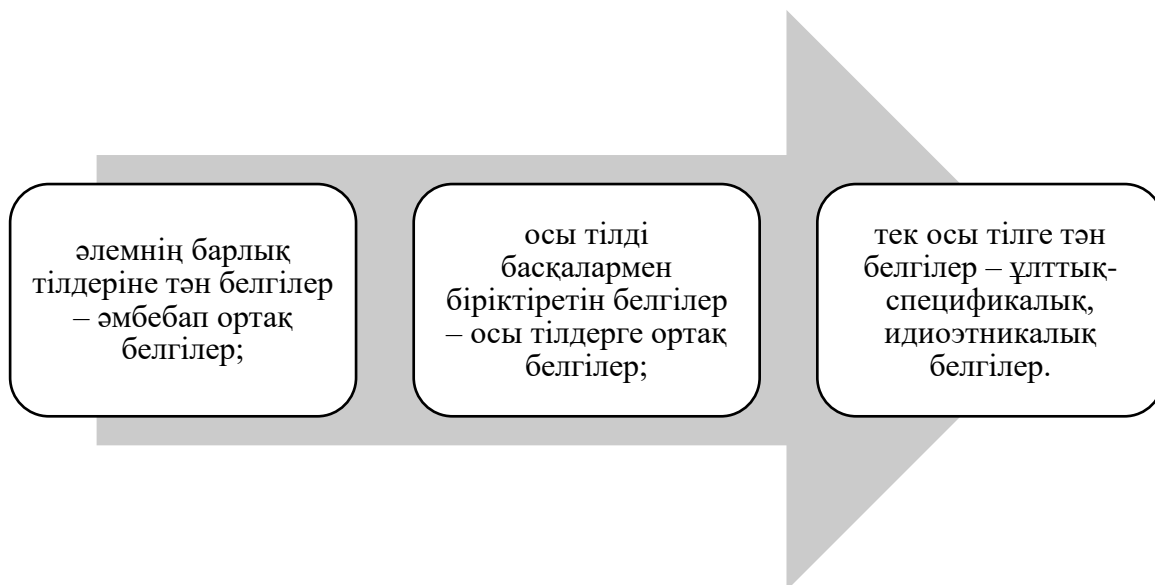 әлемнің барлық
тілдеріне тән белгілер
– әмбебап ортақ
белгілер;
осы тілді
басқалармен
біріктіретін белгілер
– осы тілдерге ортақ
белгілер;
тек осы тілге тән
белгілер – ұлттық-
спецификалық,
идиоэтникалық
белгілер.